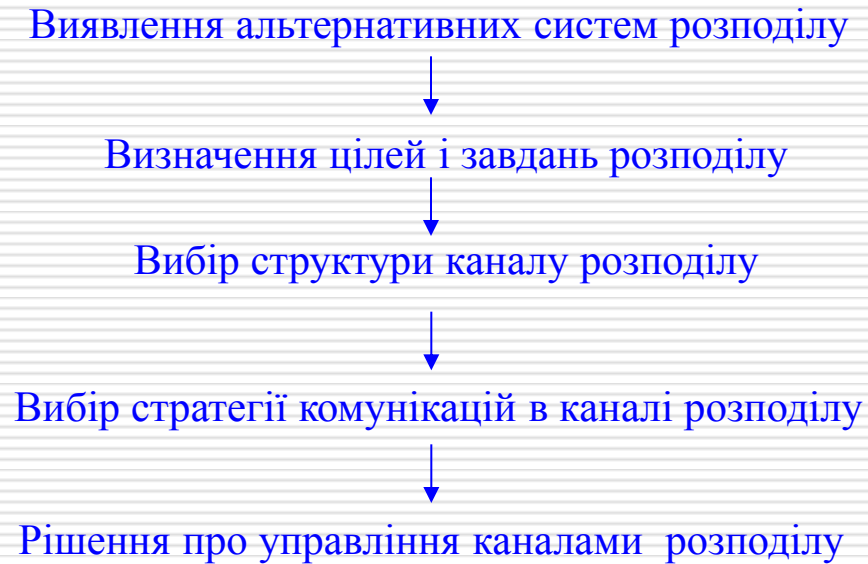 Виявлення альтернативних систем розподілу
Визначення цілей і завдань розподілу
Вибір структури каналу розподілу
Вибір стратегії комунікацій в каналі розподілу
Рішення про управління каналами розподілу